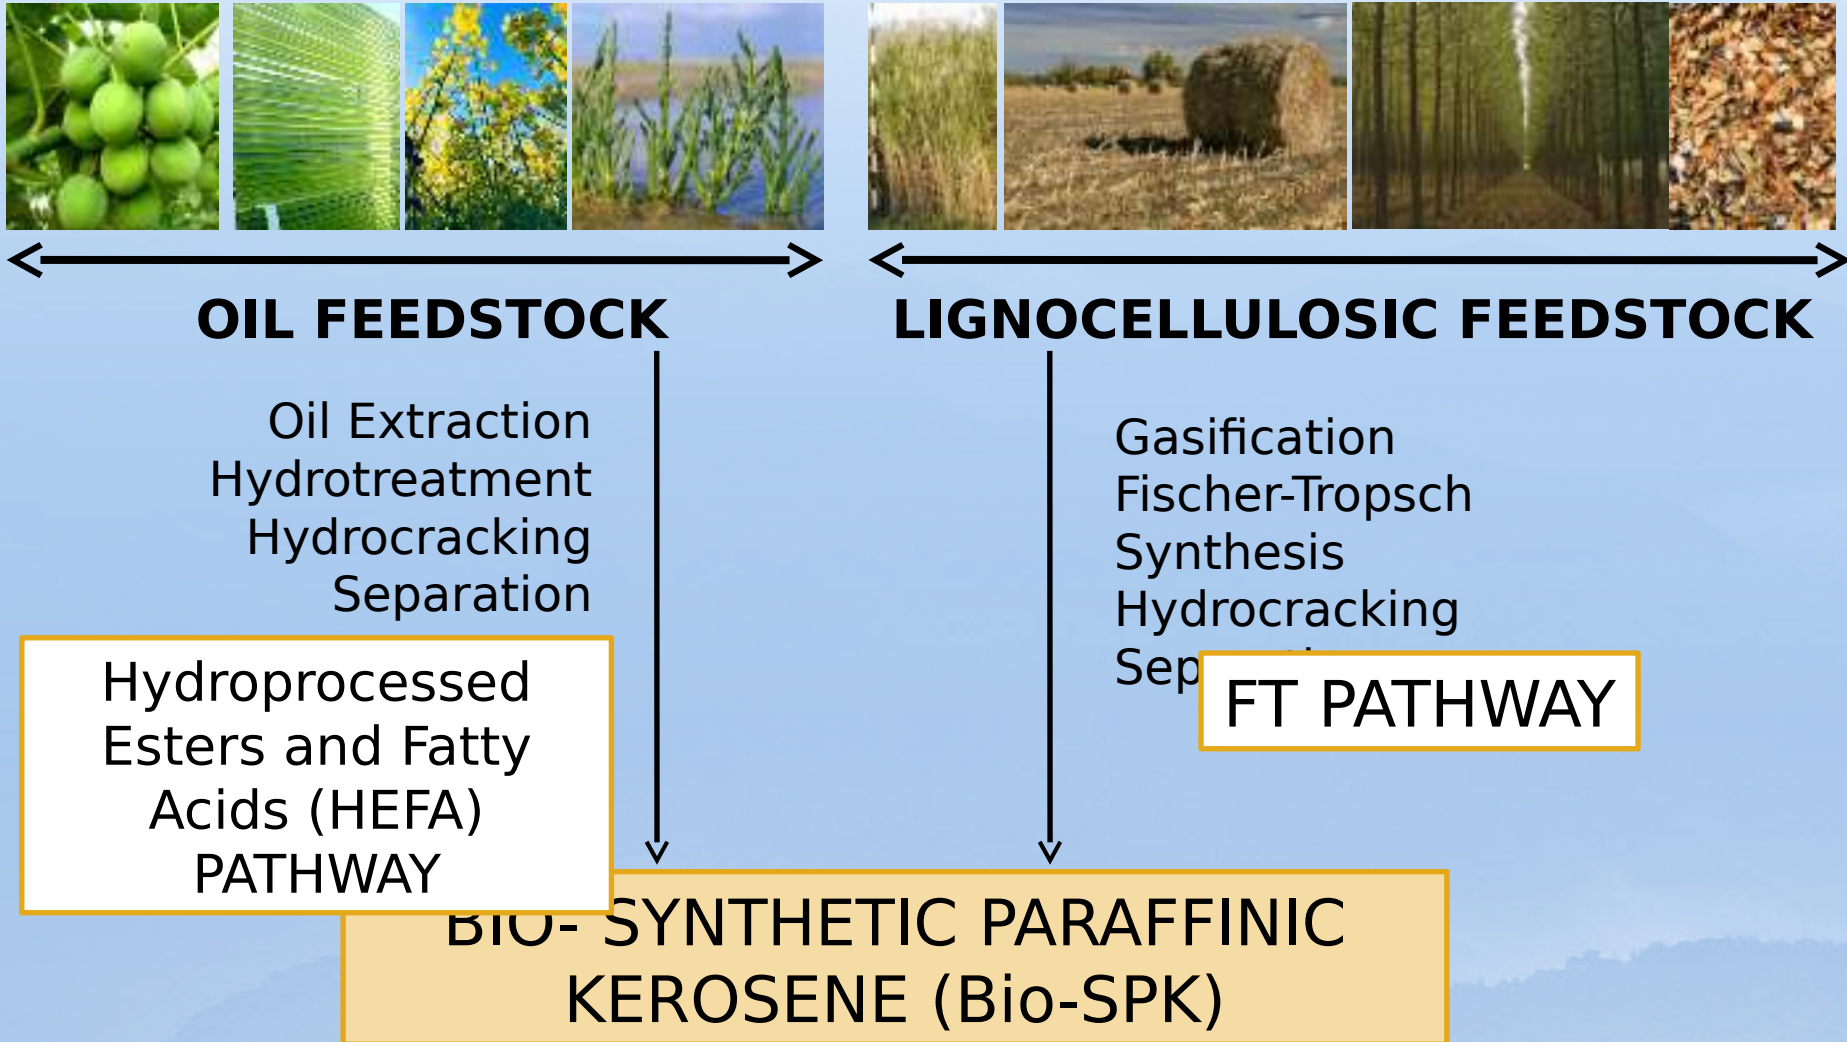 OIL FEEDSTOCK
Oil Extraction
Hydrotreatment
Hydrocracking
Separation
Hydroprocessed
Esters and Fatty
Acids (HEFA)
PATHWAY
LIGNOCELLULOSIC FEEDSTOCK
Gasification
Fischer-Tropsch
Synthesis
Hydrocracking
FT PATHWAY
BIO- SYNTHETIC PARAFFINIC
KEROSENE (Bio-SPK)